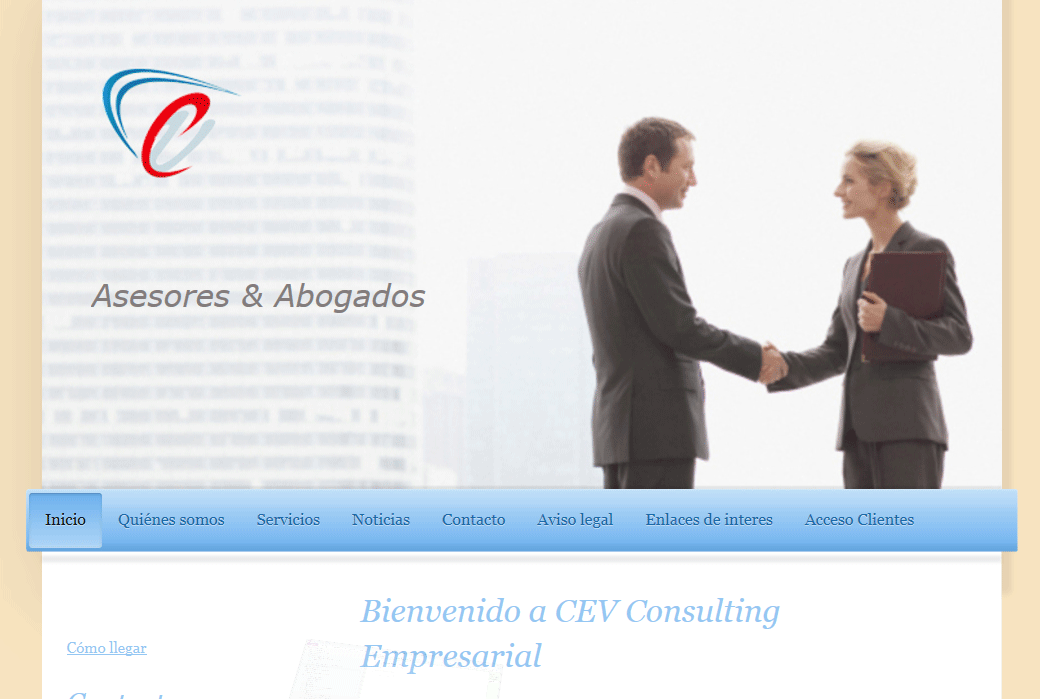 Asesores & Abogados
Inicio Quiénes somos Servicios Noticias Contacto Aviso legal Enlaces de interes Acceso Clientes
Bienvenido a CEV Consulting
Empresarial
Cómo llegar